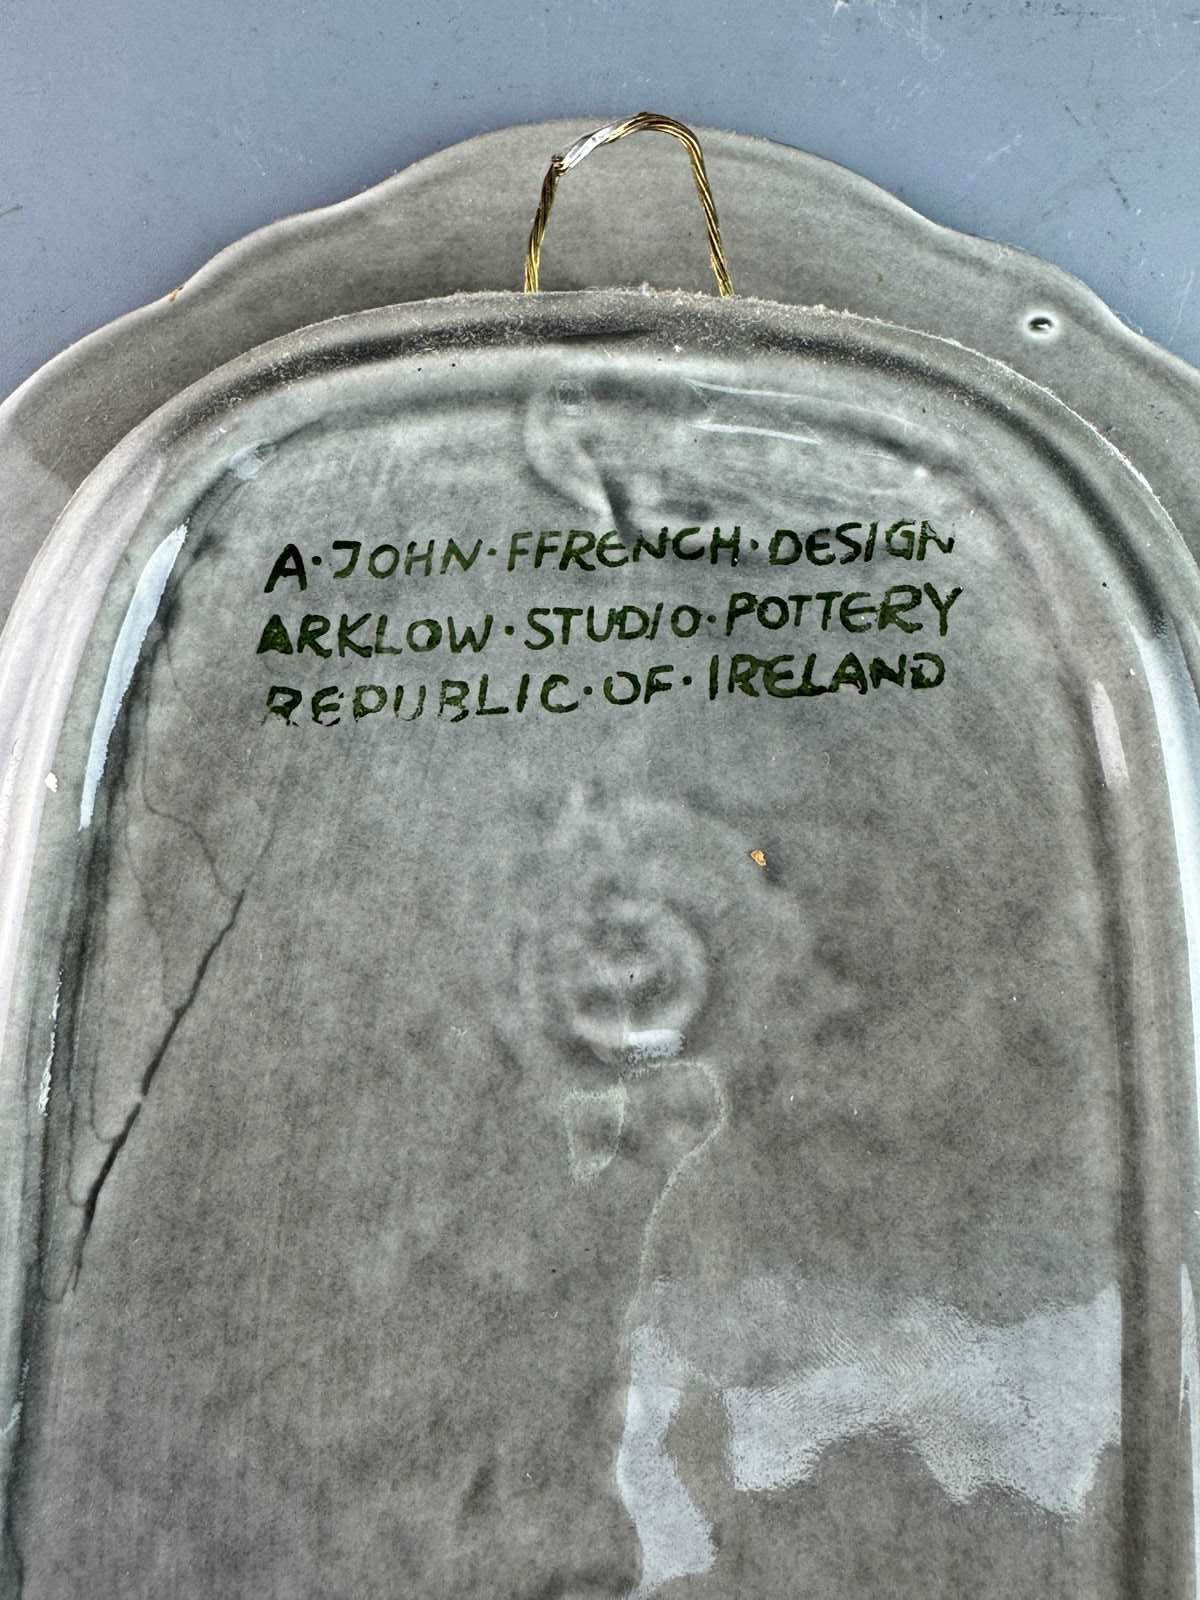 A·JOHN·FFRENCH·DESIGN
ARKLOW·STUDIO·POTTERY
REPUBLIC·OF·IRELAND